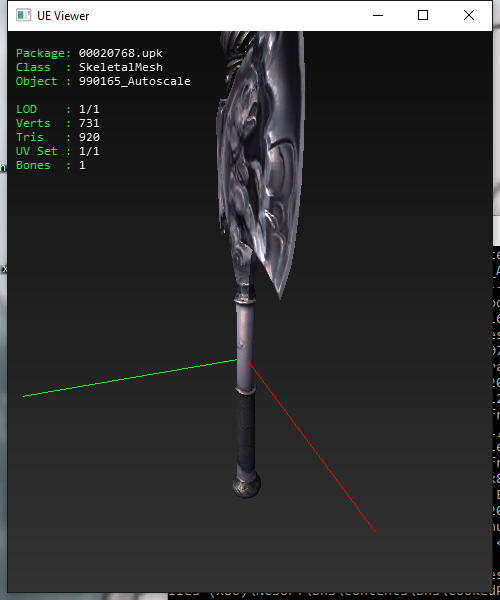 UE Viewer
Package: 00020768.upk
Class : SkeletalMesh
Object : 990165_Autoscale
LOD : 1/1
Verts : 731
Tris : 920
UV Set : 1/1
Bones : 1